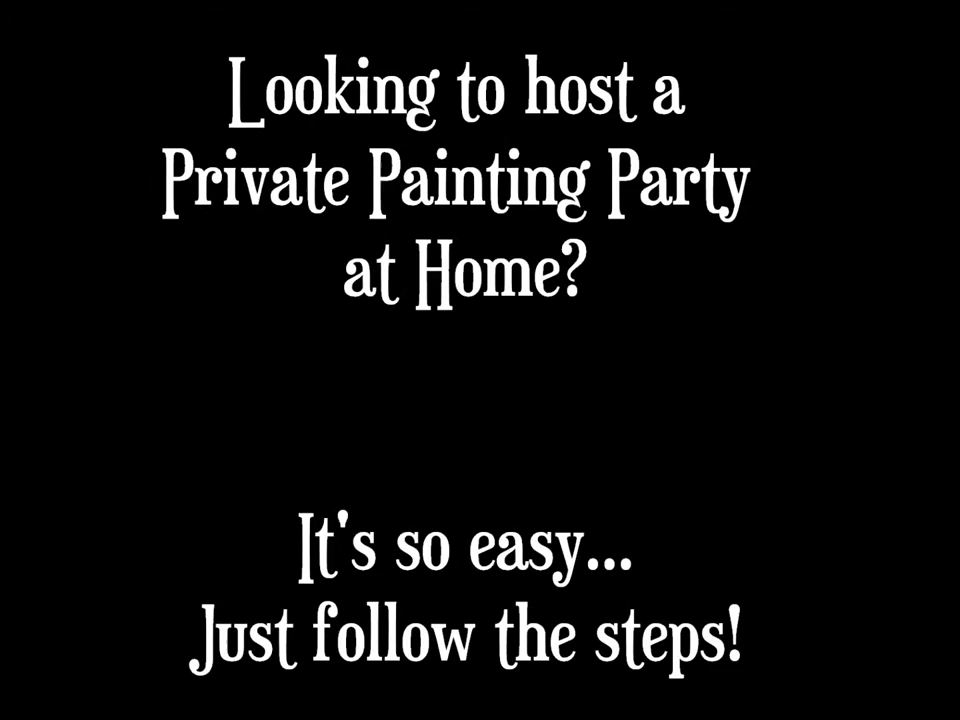 Looking to host a
Private Painting Party
at Home?
It's so easy...
Just follow the steps!